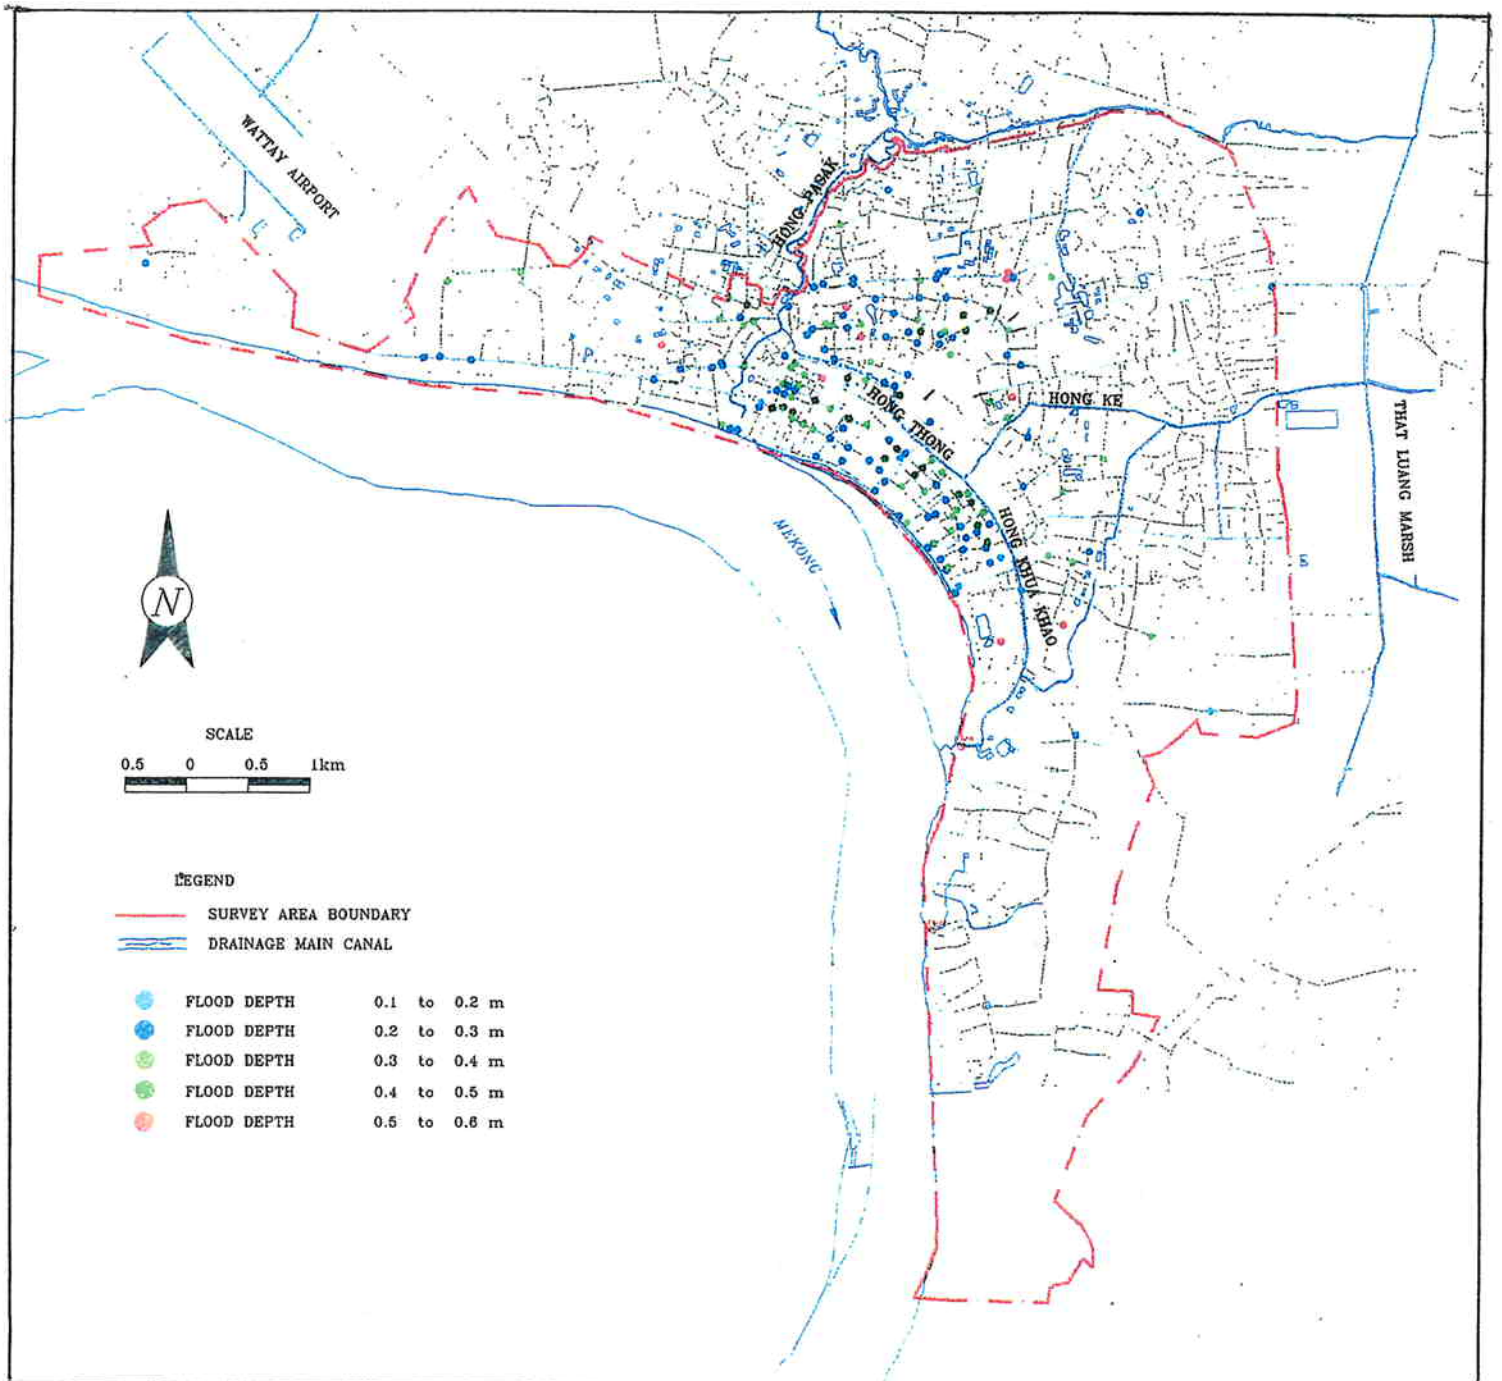 WATTAY AIRPORT
HONG PASAK
HONG THONG
HONG KE
HONG KHUA KHAO
THAT LUANG MARSH
MEKONG
N
SCALE
0.5 0 0.5 1km
LEGEND
SURVEY AREA BOUNDARY
DRAINAGE MAIN CANAL
FLOOD DEPTH 0.1 to 0.2 m
FLOOD DEPTH 0.2 to 0.3 m
FLOOD DEPTH 0.3 to 0.4 m
FLOOD DEPTH 0.4 to 0.5 m
FLOOD DEPTH 0.5 to 0.6 m